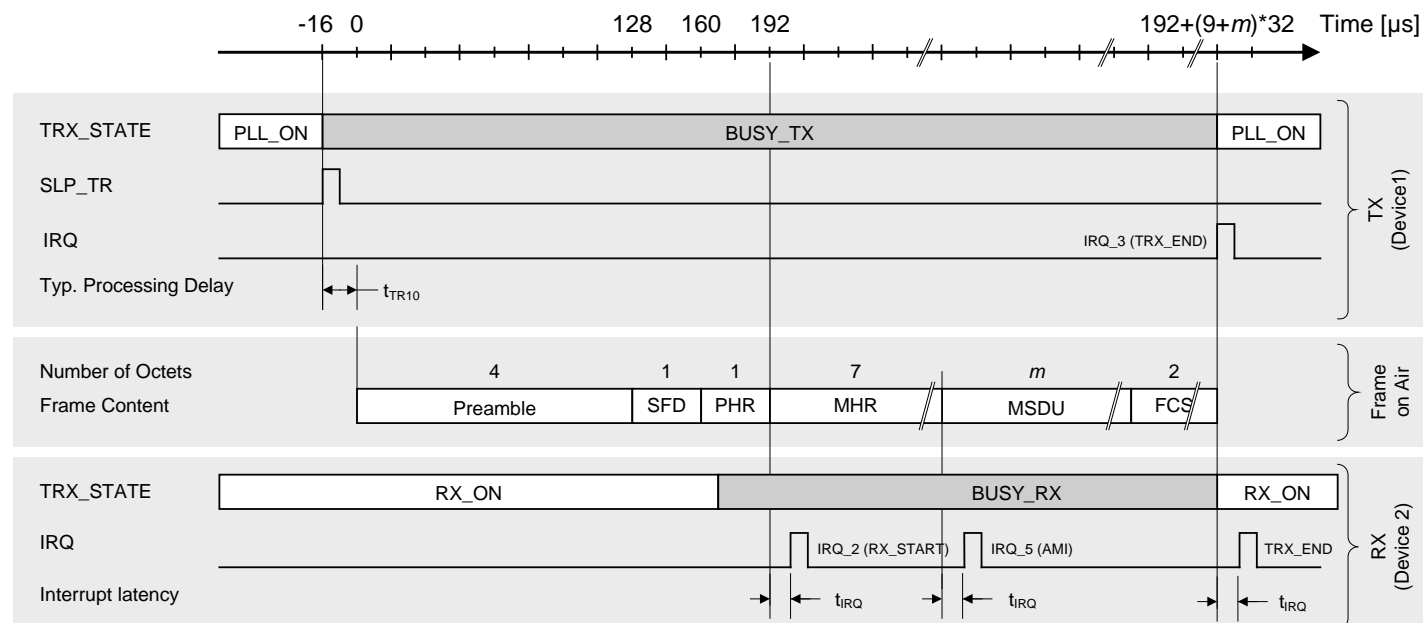 -16 0 128 160 192 192+(9+m)*32 Time [µs]
TRX_STATE PLL_ON BUSY_TX PLL_ON
SLP_TR
IRQ IRQ_3 (TRX_END)
Typ. Processing Delay tTR10
TX
(Device1)
Number of Octets 4 1 1 7 m 2
Frame Content Preamble SFD PHR MHR MSDU FCS
Frame
on Air
TRX_STATE RX_ON BUSY_RX RX_ON
IRQ IRQ_2 (RX_START) IRQ_5 (AMI) TRX_END
Interrupt latency tIRQ tIRQ tIRQ
RX
(Device 2)